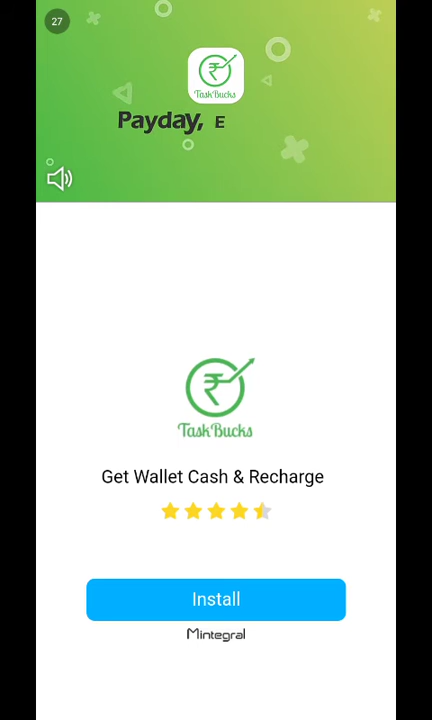 27
TaskBucks
Payday, E
TaskBucks
Get Wallet Cash & Recharge
Install
Mintegral